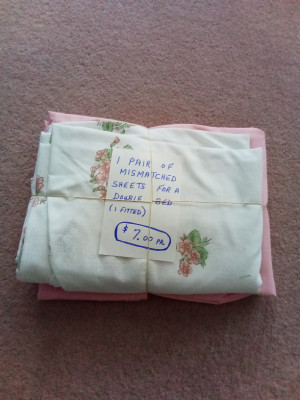 1 PAIR OF
MISMATCHED
SHEETS FOR A
DOUBLE BED
(1 FITTED)
$ 7.00 PR.